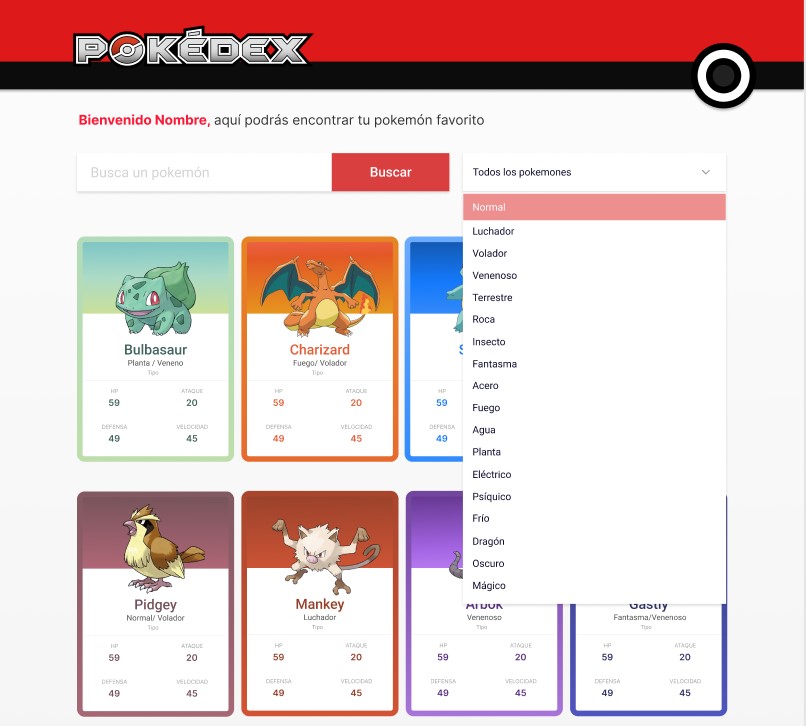 POKÉDEX
Bienvenido Nombre, aquí podrás encontrar tu pokemón favorito
Busca un pokemón
Buscar
Todos los pokemones
Normal
Luchador
Volador
Venenoso
Terrestre
Roca
Insecto
Fantasma
Acero
Fuego
Agua
Planta
Eléctrico
Psíquico
Frío
Dragón
Oscuro
Mágico
Bulbasaur
Planta/ Veneno
Tipo
HP ATAQUE
59 20
DEFENSA VELOCIDAD
49 45
Charizard
Fuego/ Volador
Tipo
HP ATAQUE
59 20
DEFENSA VELOCIDAD
49 45
S
HP
59
DEFENSA
49
Pidgey
Normal/ Volador
Tipo
HP ATAQUE
59 20
DEFENSA VELOCIDAD
49 45
Mankey
Luchador
Tipo
HP ATAQUE
59 20
DEFENSA VELOCIDAD
49 45
Arbok
Venenoso
Tipo
HP ATAQUE
59 20
DEFENSA VELOCIDAD
49 45
Gastly
Fantasma/Venenoso
Tipo
HP ATAQUE
59 20
DEFENSA VELOCIDAD
49 45